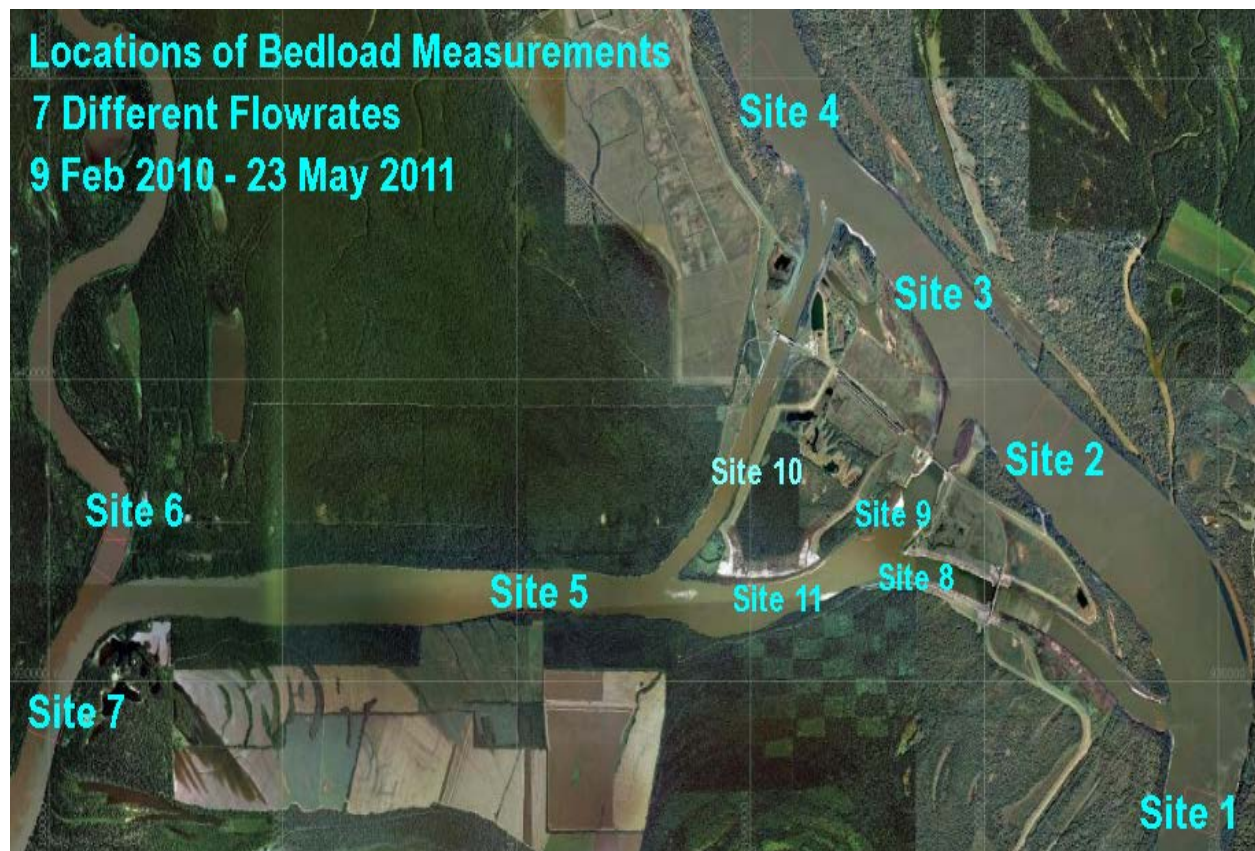 Locations of Bedload Measurements
7 Different Flowrates
9 Feb 2010 - 23 May 2011
Site 4
Site 3
Site 2
Site 10
Site 6
Site 9
Site 8
Site 5
Site 11
Site 7
Site 1